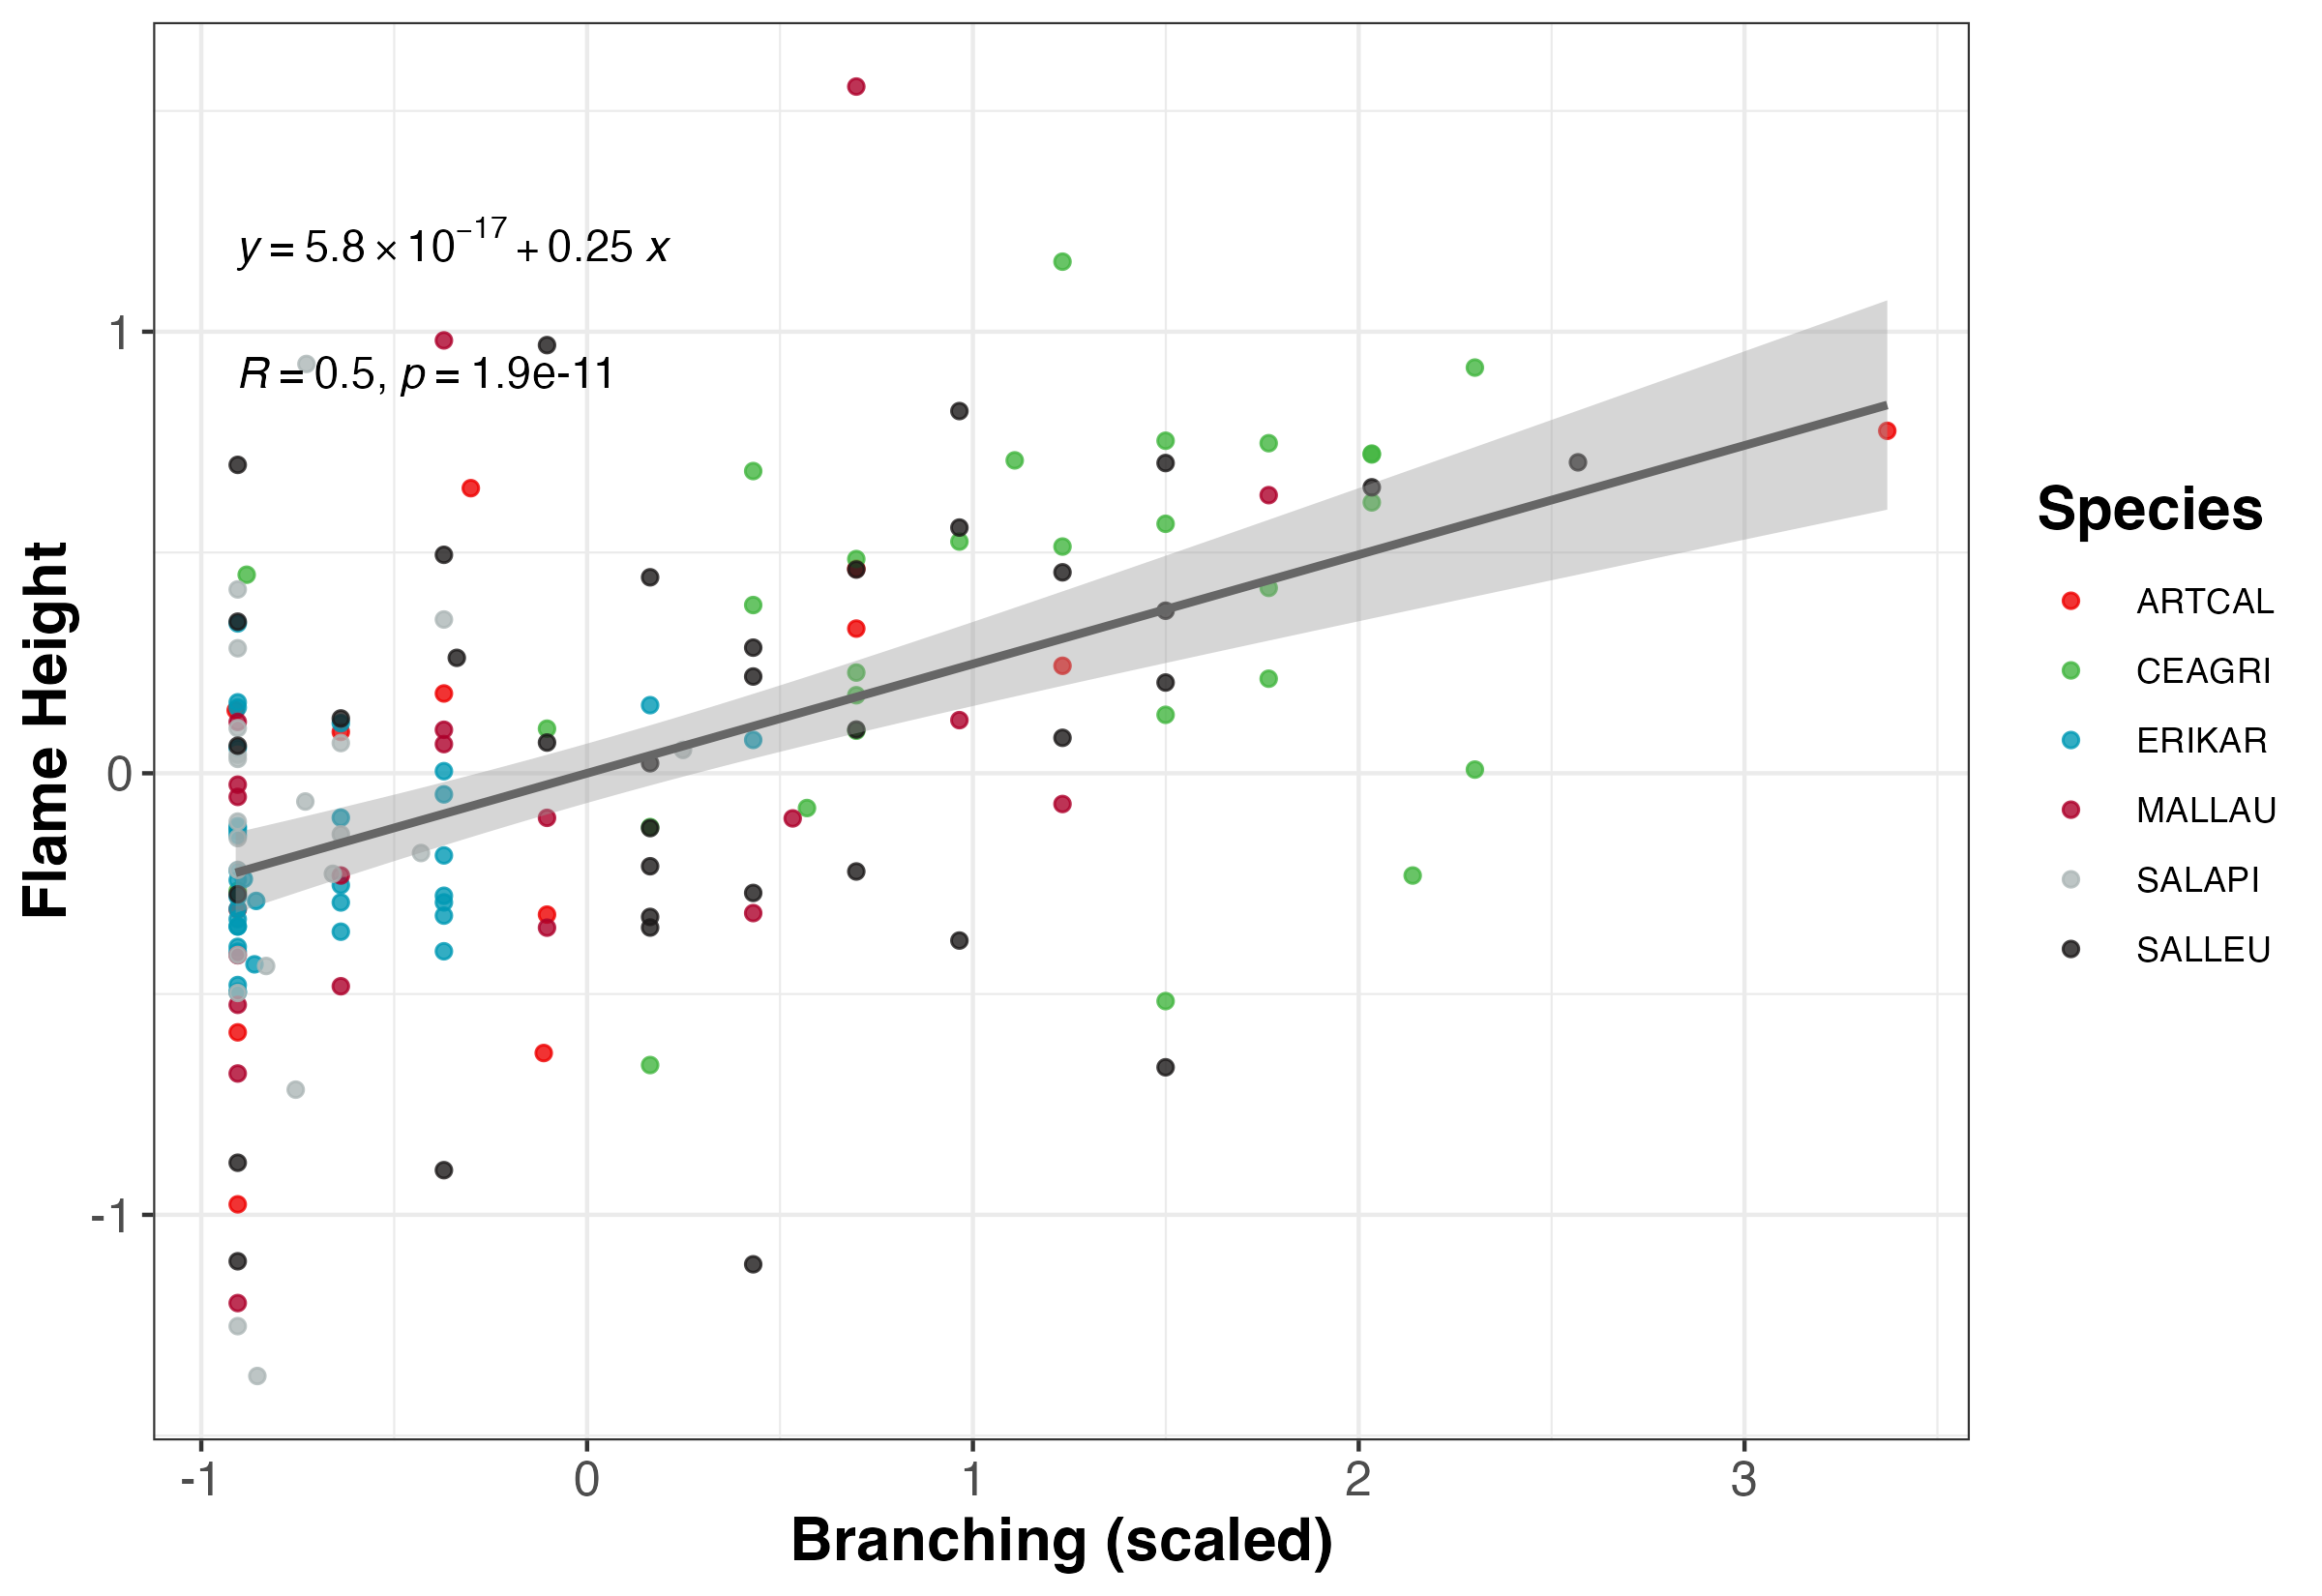 y = 5.8 × 10⁻¹⁷ + 0.25 x
R = 0.5, p = 1.9e-11
1
0
-1
Flame Height
-1 0 1 2 3
Branching (scaled)
Species
ARTCAL
CEAGRI
ERIKAR
MALLAU
SALAPI
SALLEU